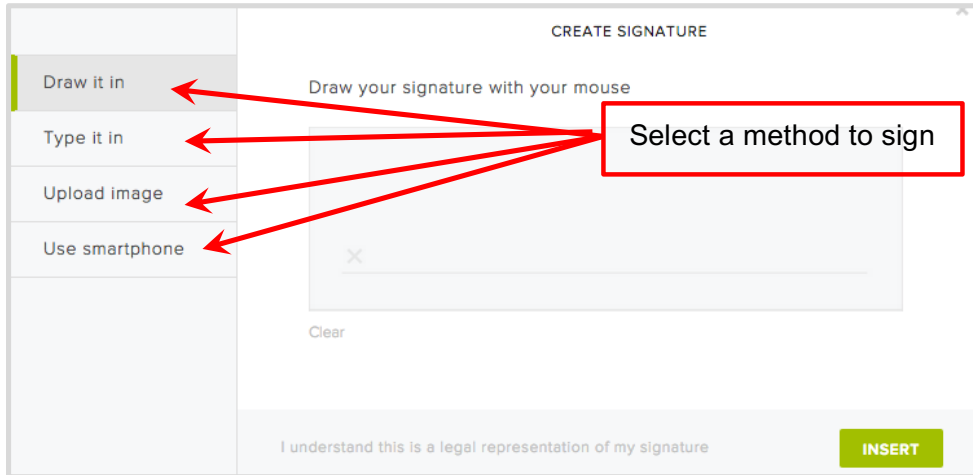 CREATE SIGNATURE
Draw it in
Type it in
Upload image
Use smartphone
Draw your signature with your mouse
Select a method to sign
Clear
I understand this is a legal representation of my signature
INSERT